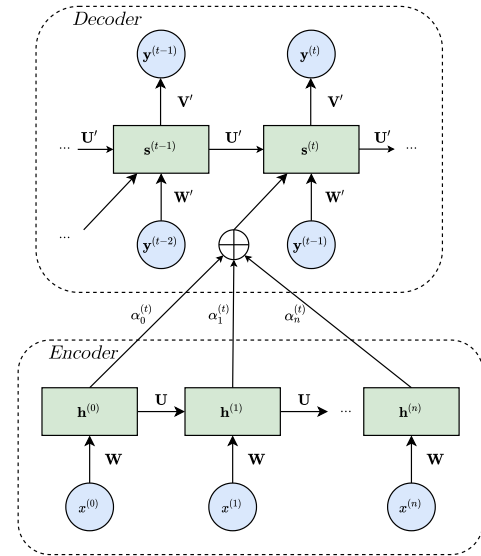 Decoder
y^(t−1) y^(t)
V′ V′
... U′ s^(t−1) U′ s^(t) U′ ...
W′ W′
... y^(t−2) y^(t−1)
α_0^(t) α_1^(t) α_n^(t)
Encoder
h^(0) U h^(1) U ... h^(n)
W W W
x^(0) x^(1) x^(n)